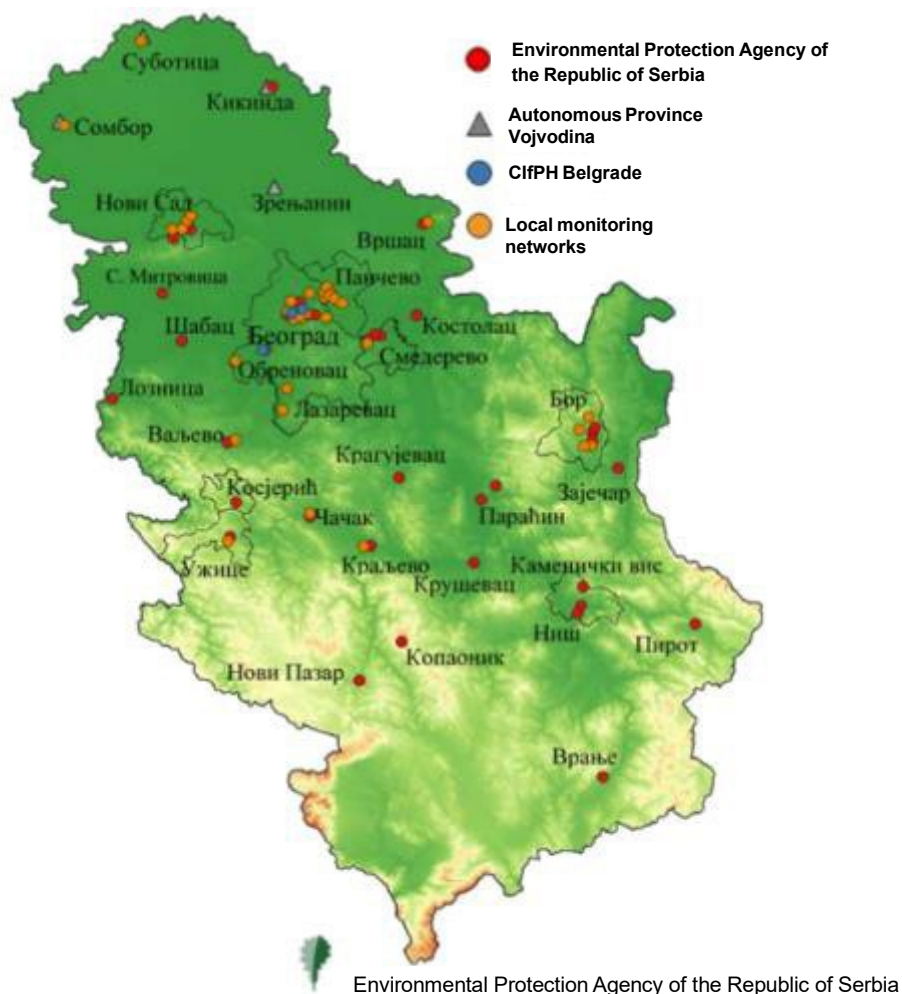 Суботица
Кикинда
Сомбор
Нови Сад
Зрењанин
Вршац
С. Митровица
Панчево
Шабац
Београд
Костолац
Смедерево
Обреновац
Лозница
Лазаревац
Ваљево
Бор
Крагујевац
Зајечар
Косјерић
Чачак
Параћин
Ужице
Краљево
Крушевац
Каменички вис
Ниш
Пирот
Копаоник
Нови Пазар
Врање
Environmental Protection Agency of
the Republic of Serbia
Autonomous Province
Vojvodina
CIfPH Belgrade
Local monitoring
networks
Environmental Protection Agency of the Republic of Serbia